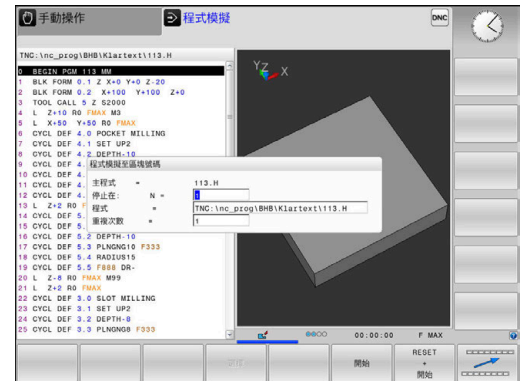 手動操作
程式模擬
DNC
TNC:\nc_prog\BHB\Klartext\113.H
0 BEGIN PGM 113 MM
1 BLK FORM 0.1 Z X+0 Y+0 Z-20
2 BLK FORM 0.2 X+100 Y+100 Z+0
3 TOOL CALL 5 Z S2000
4 L Z+10 R0 FMAX M3
5 L X+50 Y+50 R0 FMAX
6 CYCL DEF 4.0 POCKET MILLING
7 CYCL DEF 4.1 SET UP2
8 CYCL DEF 4.2 DEPTH-10
9 CYCL DEF 4.
10 CYCL DEF 4.
11 CYCL DEF 4.
12 CYCL DEF 4.
13 L Z+2 R0 F
14 CYCL DEF 5.
15 CYCL DEF 5.
16 CYCL DEF 5.2 DEPTH-10
17 CYCL DEF 5.3 PLNGNG10 F333
18 CYCL DEF 5.4 RADIUS15
19 CYCL DEF 5.5 F888 DR-
20 L Z-8 R0 FMAX M99
21 L Z+2 R0 FMAX
22 CYCL DEF 3.0 SLOT MILLING
23 CYCL DEF 3.1 SET UP2
24 CYCL DEF 3.2 DEPTH-8
25 CYCL DEF 3.3 PLNGNG8 F333
程式模擬至區塊號碼
主程式 = 113.H
停止在: N = 1
程式 = TNC:\nc_prog\BHB\Klartext\113.H
重複次數 = 1
Y Z X
00:00:00 F MAX
開始
RESET
+
開始